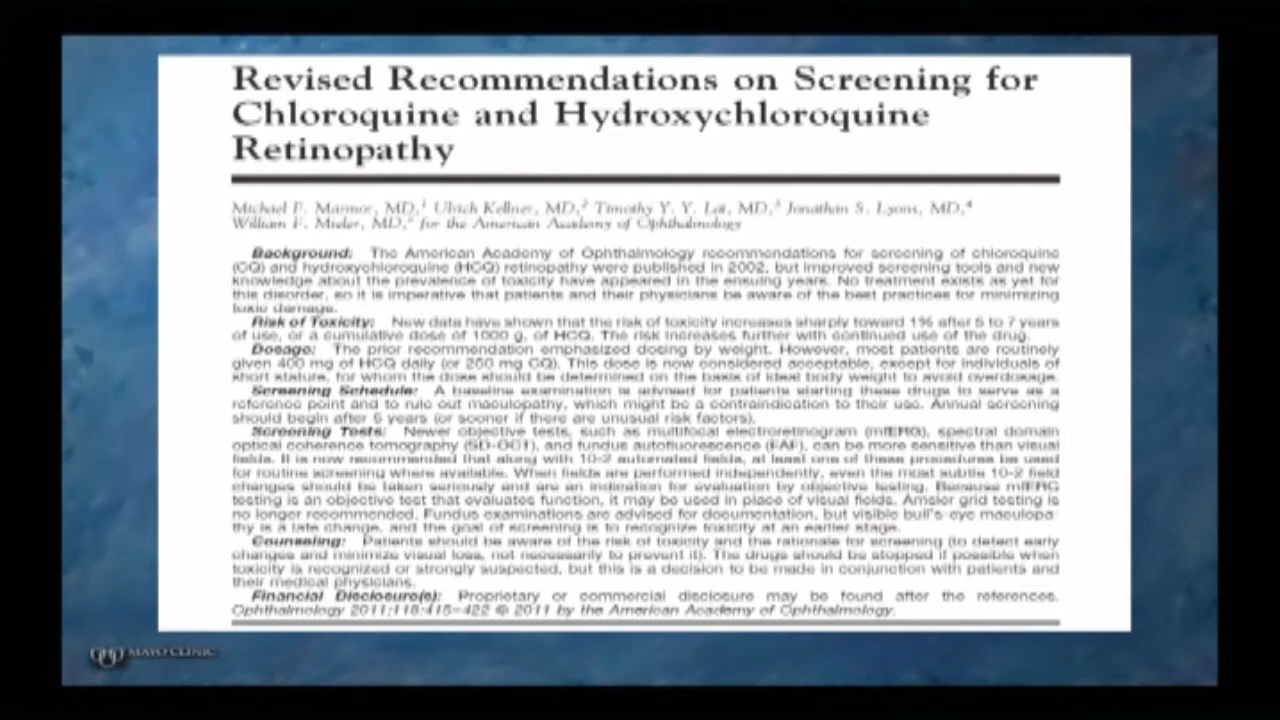 Revised Recommendations on Screening for
Chloroquine and Hydroxychloroquine
Retinopathy
Michael F. Marmor, MD,1 Ulrich Kellner, MD,2 Timothy Y. Y. Lai, MD,3 Jonathan S. Lyons, MD,4
William F. Mieler, MD,5 for the American Academy of Ophthalmology
Background: The American Academy of Ophthalmology recommendations for screening of chloroquine
(CQ) and hydroxychloroquine (HCQ) retinopathy were published in 2002, but improved screening tools and new
knowledge about the prevalence of toxicity have appeared in the ensuing years. No treatment exists as yet for
this disorder, so it is imperative that patients and their physicians be aware of the best practices for minimizing
toxic damage.
Risk of Toxicity: New data have shown that the risk of toxicity increases sharply toward 1% after 5 to 7 years
of use, or a cumulative dose of 1000 g, of HCQ. The risk increases further with continued use of the drug.
Dosage: The prior recommendation emphasized dosing by weight. However, most patients are routinely
given 400 mg of HCQ daily (or 250 mg CQ). This dose is now considered acceptable, except for individuals of
short stature, for whom the dose should be determined on the basis of ideal body weight to avoid overdosage.
Screening Schedule: A baseline examination is advised for patients starting these drugs to serve as a
reference point and to rule out maculopathy, which might be a contraindication to their use. Annual screening
should begin after 5 years (or sooner if there are unusual risk factors).
Screening Tests: Newer objective tests, such as multifocal electroretinogram (mfERG), spectral domain
optical coherence tomography (SD-OCT), and fundus autofluorescence (FAF), can be more sensitive than visual
fields. It is now recommended that along with 10-2 automated fields, at least one of these procedures be used
for routine screening where available. When fields are performed independently, even the most subtle 10-2 field
changes should be taken seriously and are an indication for evaluation by objective testing. Because mfERG
testing is an objective test that evaluates function, it may be used in place of visual fields. Amsler grid testing is
no longer recommended. Fundus examinations are advised for documentation, but visible bull's-eye maculopa-
thy is a late change, and the goal of screening is to recognize toxicity at an earlier stage.
Counseling: Patients should be aware of the risk of toxicity and the rationale for screening (to detect early
changes and minimize visual loss, not necessarily to prevent it). The drugs should be stopped if possible when
toxicity is recognized or strongly suspected, but this is a decision to be made in conjunction with patients and
their medical physicians.
Financial Disclosure(s): Proprietary or commercial disclosure may be found after the references.
Ophthalmology 2011;118:415–422 © 2011 by the American Academy of Ophthalmology.
MAYO CLINIC